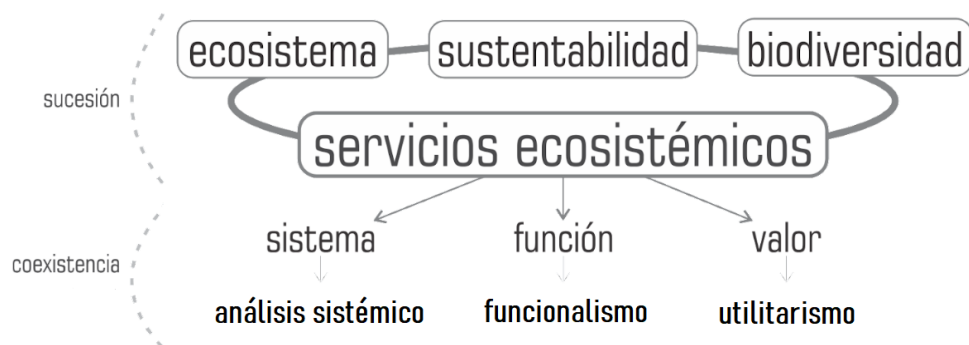 ecosistema sustentabilidad biodiversidad
sucesión
servicios ecosistémicos
sistema función valor
coexistencia
análisis sistémico funcionalismo utilitarismo